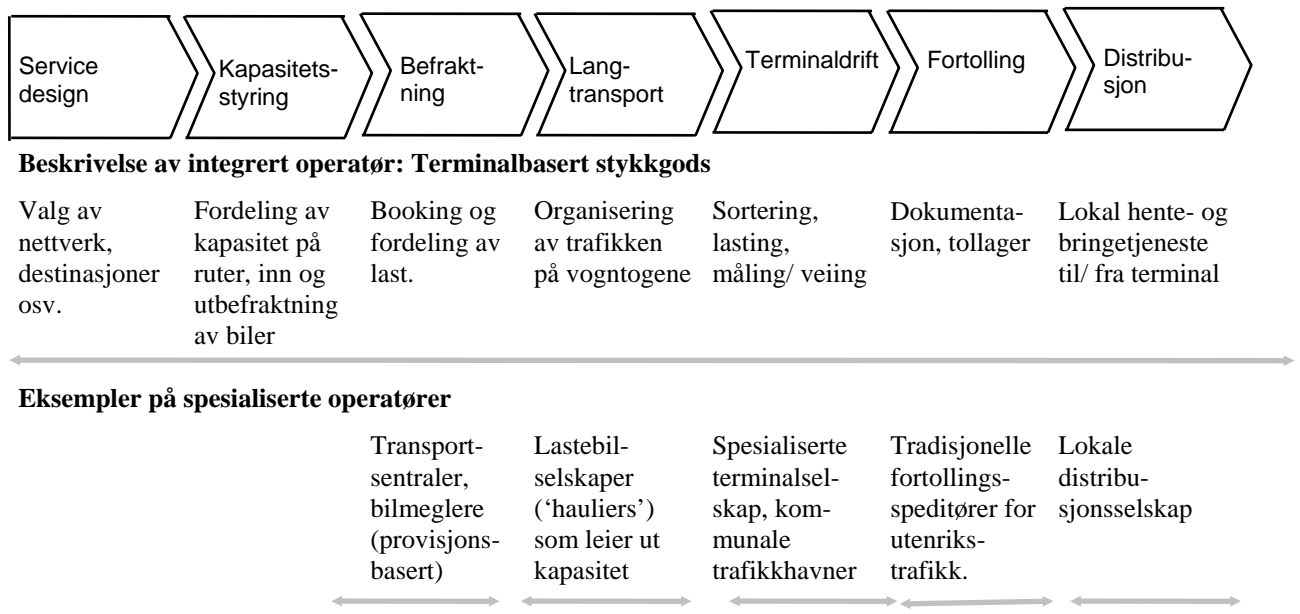 Service
design
Kapasitets-
styring
Befrakt-
ning
Lang-
transport
Terminaldrift
Fortolling
Distribu-
sjon
Beskrivelse av integrert operatør: Terminalbasert stykkgods
Valg av
nettverk,
destinasjoner
osv.
Fordeling av
kapasitet på
ruter, inn og
utbefraktning
av biler
Booking og
fordeling av
last.
Organisering
av trafikken
på vogntogene
Sortering,
lasting,
måling/ veiing
Dokumenta-
sjon, tollager
Lokal hente- og
bringetjeneste
til/ fra terminal
Eksempler på spesialiserte operatører
Transport-
sentraler,
bilmeglere
(provisjons-
basert)
Lastebil-
selskaper
(‘hauliers’)
som leier ut
kapasitet
Spesialiserte
terminalsel-
skap, kom-
munale
trafikkhavner
Tradisjonelle
fortollings-
speditører for
utenriks-
trafikk.
Lokale
distribu-
sjonsselskap